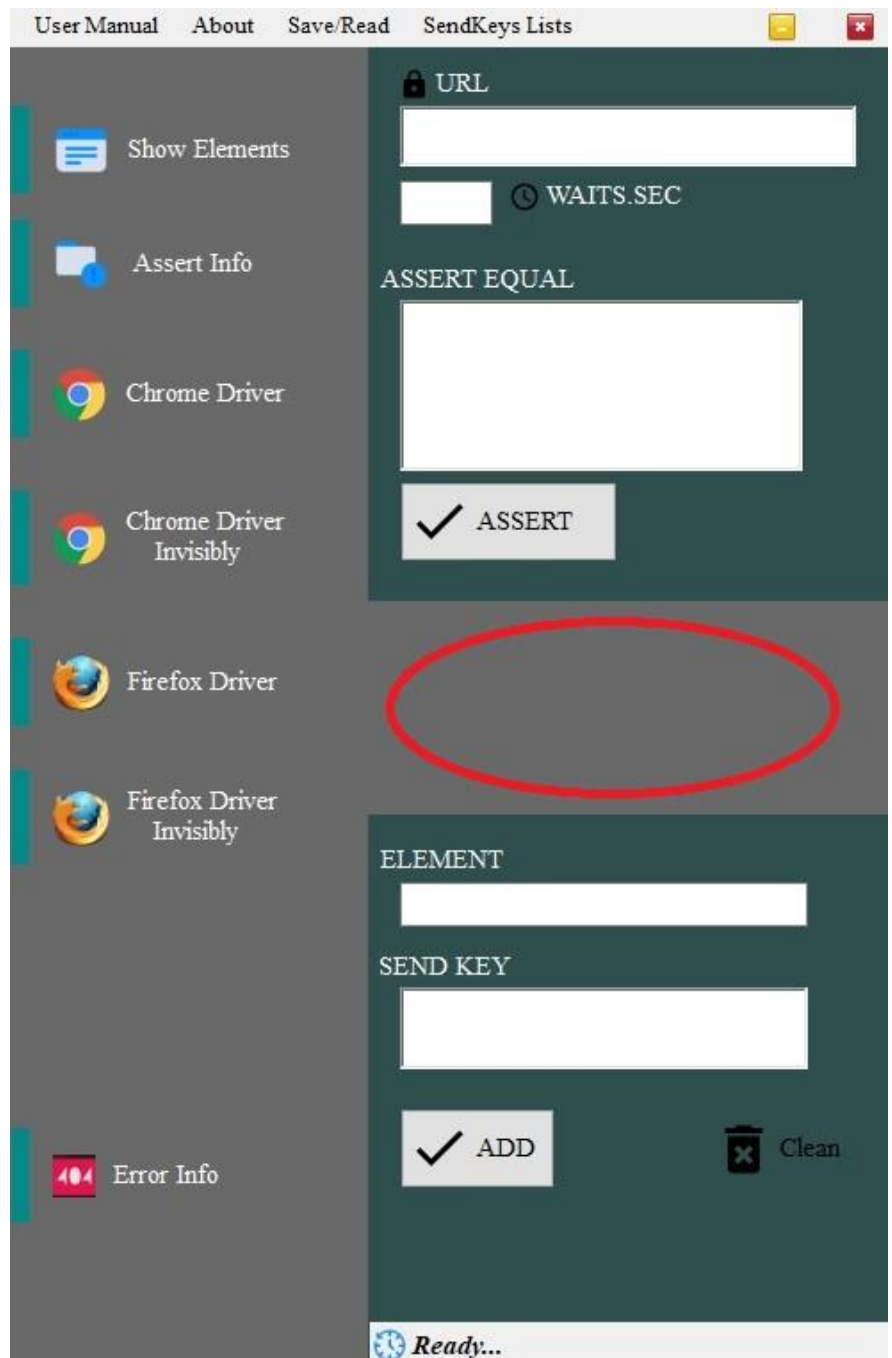 User Manual About Save/Read SendKeys Lists
URL
Show Elements
WAITS.SEC
Assert Info
ASSERT EQUAL
Chrome Driver
Chrome Driver
Invisibly
ASSERT
Firefox Driver
Firefox Driver
Invisibly
ELEMENT
SEND KEY
ADD
Clean
404 Error Info
Ready...